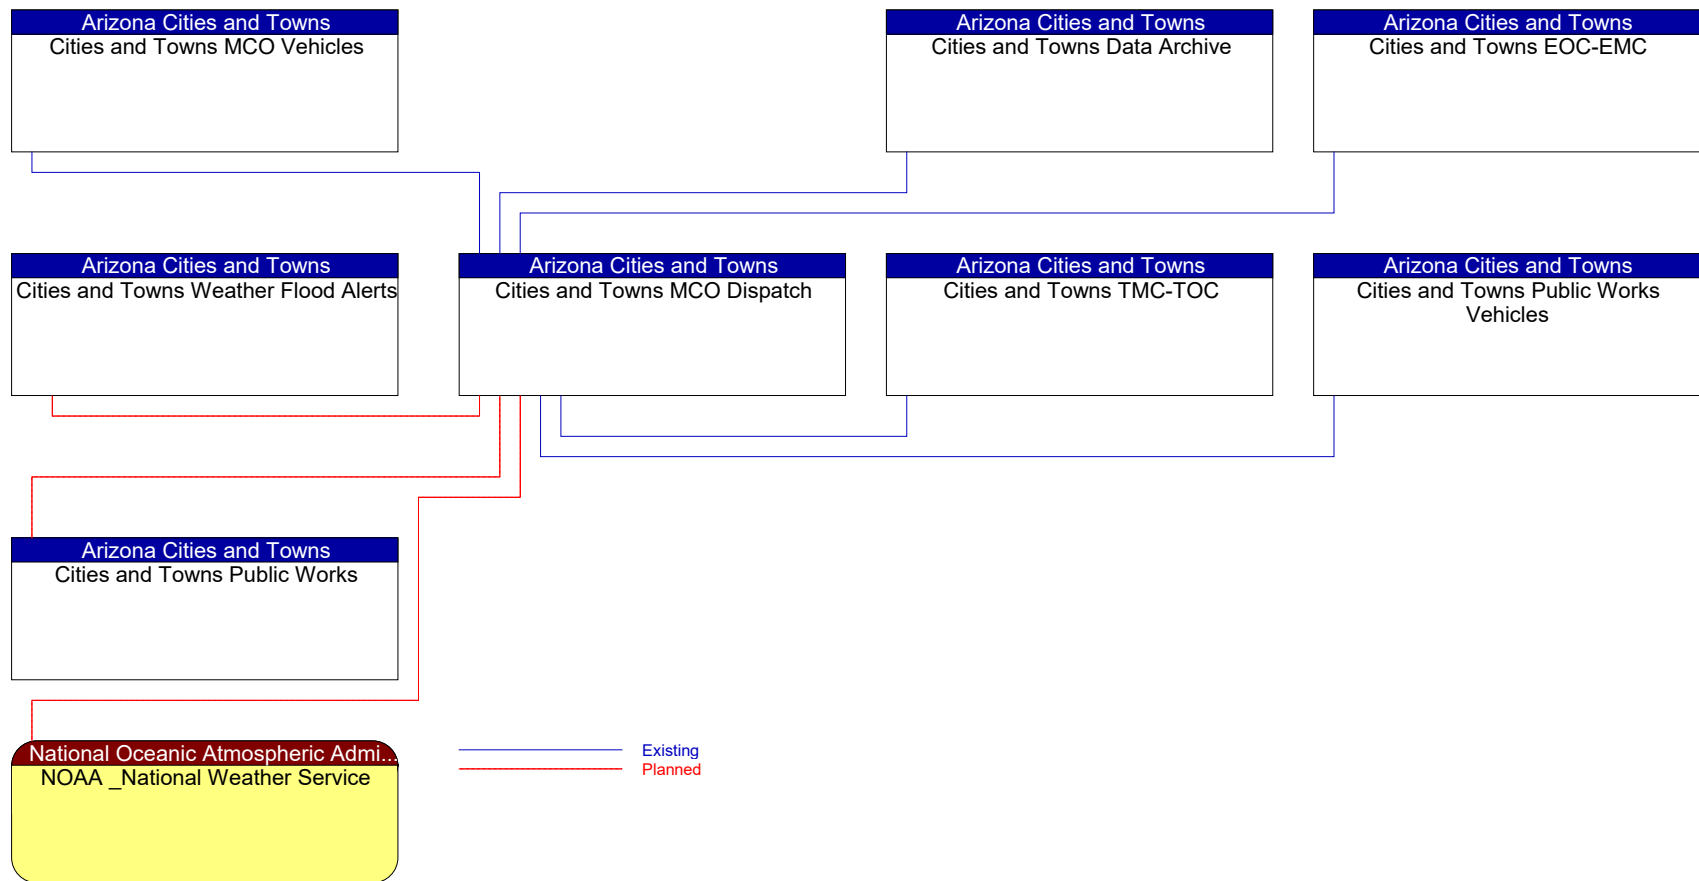 Arizona Cities and Towns
Cities and Towns MCO Vehicles
Arizona Cities and Towns
Cities and Towns Data Archive
Arizona Cities and Towns
Cities and Towns EOC-EMC
Arizona Cities and Towns
Cities and Towns Weather Flood Alerts
Arizona Cities and Towns
Cities and Towns MCO Dispatch
Arizona Cities and Towns
Cities and Towns TMC-TOC
Arizona Cities and Towns
Cities and Towns Public Works
Vehicles
Arizona Cities and Towns
Cities and Towns Public Works
National Oceanic Atmospheric Admi...
NOAA _National Weather Service
Existing
Planned